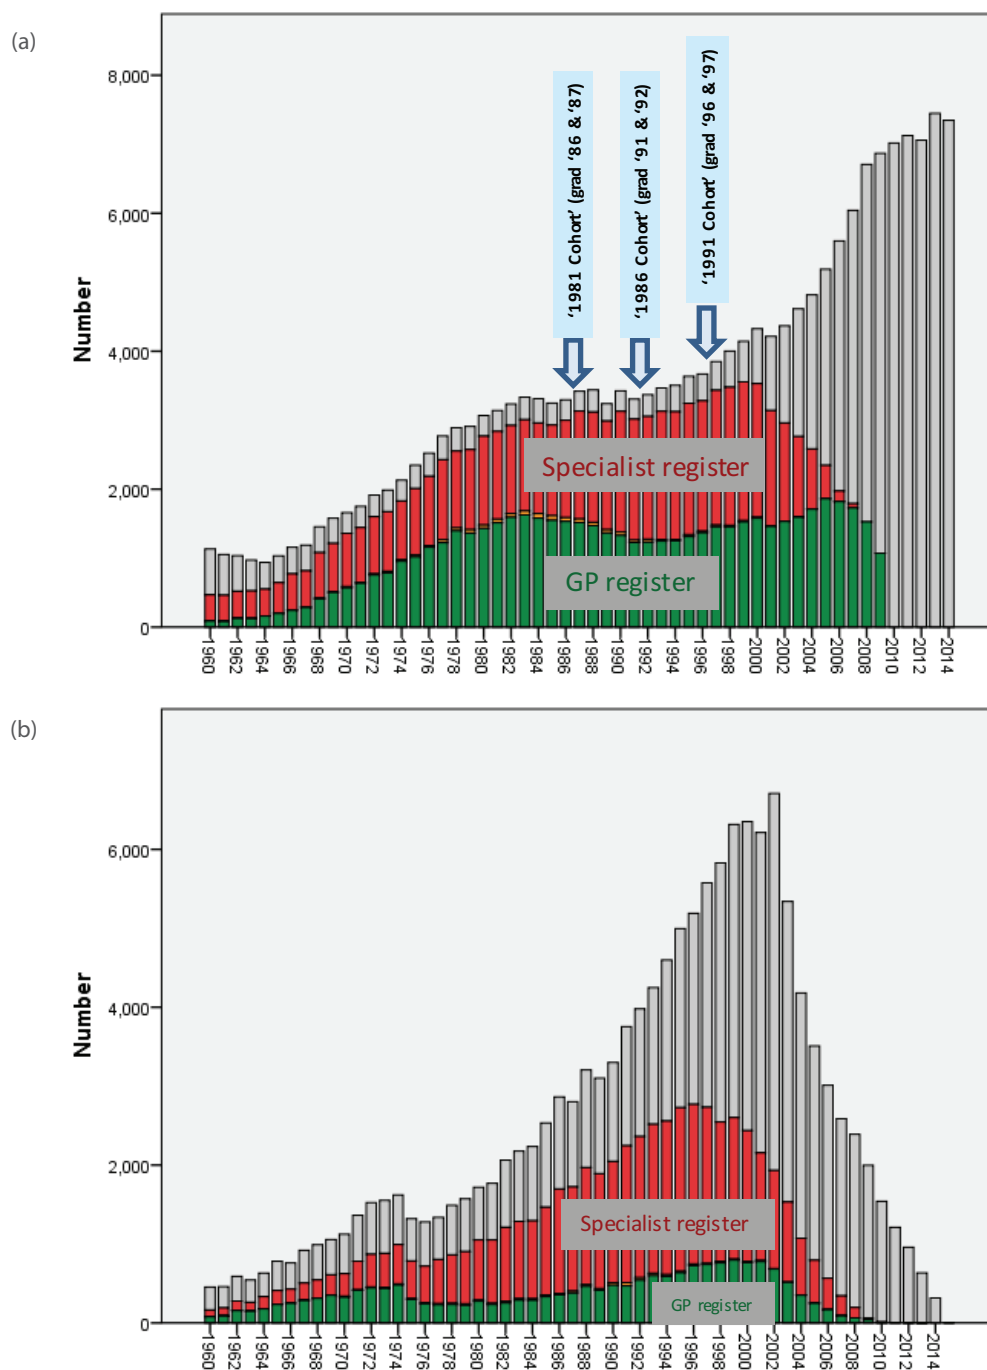 (a)
8,000
6,000
4,000
2,000
0
Number
‘1981 Cohort’ (grad ‘86 & ‘87)
‘1986 Cohort’ (grad ‘91 & ‘92)
‘1991 Cohort’ (grad ‘96 & ‘97)
Specialist register
GP register
1960 1962 1964 1966 1968 1970 1972 1974 1976 1978 1980 1982 1984 1986 1988 1990 1992 1994 1996 1998 2000 2002 2004 2006 2008 2010 2012 2014
(b)
6,000
4,000
2,000
0
Number
Specialist register
GP register
1960 1962 1964 1966 1968 1970 1972 1974 1976 1978 1980 1982 1984 1986 1988 1990 1992 1994 1996 1998 2000 2002 2004 2006 2008 2010 2012 2014